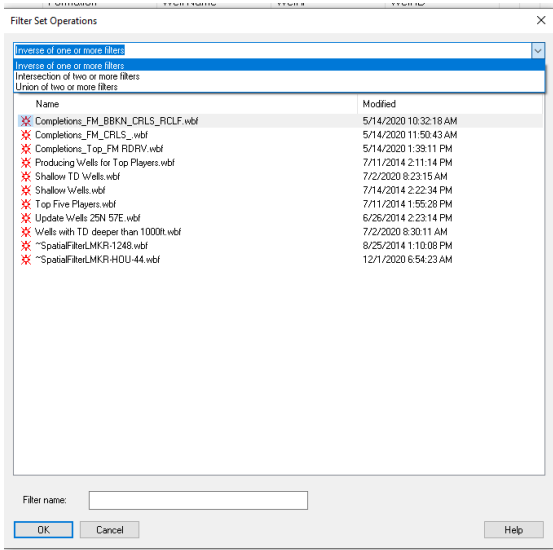 Filter Set Operations
Inverse of one or more filters
Inverse of one or more filters
Intersection of two or more filters
Union of two or more filters
Name Modified
Completions_FM_BBKN_CRLS_RCLF.wbf 5/14/2020 10:32:18 AM
Completions_FM_CRLS_.wbf 5/14/2020 11:50:43 AM
Completions_Top_FM RDRV.wbf 5/14/2020 1:39:11 PM
Producing Wells for Top Players.wbf 7/11/2014 2:11:14 PM
Shallow TD Wells.wbf 7/2/2020 8:23:15 AM
Shallow Wells.wbf 7/14/2014 2:22:34 PM
Top Five Players.wbf 7/11/2014 1:55:28 PM
Update Wells 25N 57E.wbf 6/26/2014 2:23:14 PM
Wells with TD deeper than 1000ft.wbf 7/2/2020 8:30:11 AM
~SpatialFilterLMKR-1248.wbf 8/25/2014 1:10:08 PM
~SpatialFilterLMKR-HOU-44.wbf 12/1/2020 6:54:23 AM
Filter name:
OK Cancel Help